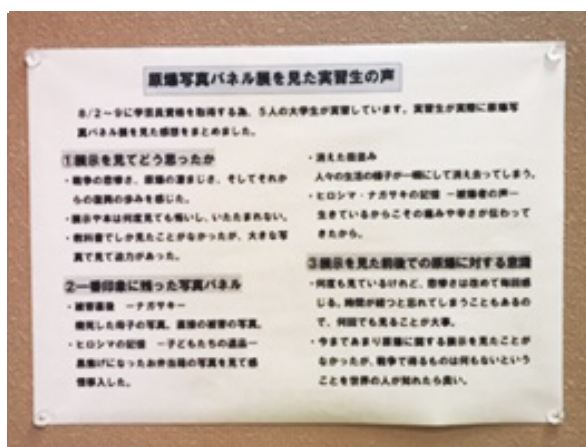 原爆写真パネル展を見た実習生の声
8/2~9に学芸員資格を取得する為、5人の大学生が実習しています。実習生が実際に原爆写
真パネル展を見た感想をまとめました。
①展示を見てどう思ったか
・戦争の悲惨さ、原爆の凄まじさ、そしてそれか
らの復興の歩みを感じた。
・展示や本は何度見ても怖いし、いたたまれない。
・教科書でしか見たことがなかったが、大きな写
真で見て迫力があった。
②一番印象に残った写真パネル
・被害直後 -ナガサキ-
焼死した母子の写真。直接の被害の写真。
・ヒロシマの記憶 -子どもたちの遺品-
黒焦げになったお弁当箱の写真を見て感
情移入した。
・消えた街並み
人々の生活の様子が一瞬にして消え去ってしまう。
・ヒロシマ・ナガサキの記憶 -被爆者の声-
生きているからこその痛みや辛さが伝わって
きたから。
③展示を見た前後での原爆に対する意識
・何度も見ているけれど、悲惨さは改めて毎回感
じる。時間が経つと忘れてしまうこともあるの
で、何回でも見ることが大事。
・今まであまり原爆に関する展示を見たことが
なかったが、戦争で得るものは何もないという
ことを世界の人が知れたら良い。